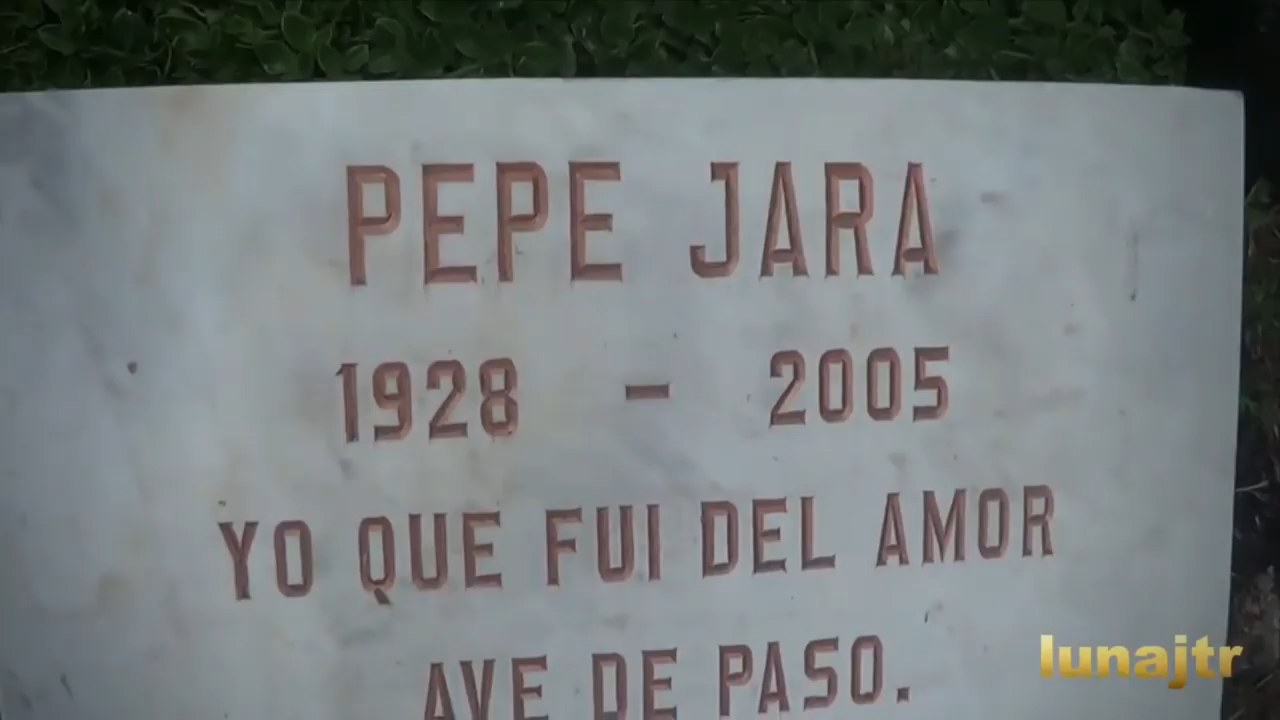 PEPE JARA
1928 - 2005
YO QUE FUI DEL AMOR
AVE DE PASO.
lunajtr